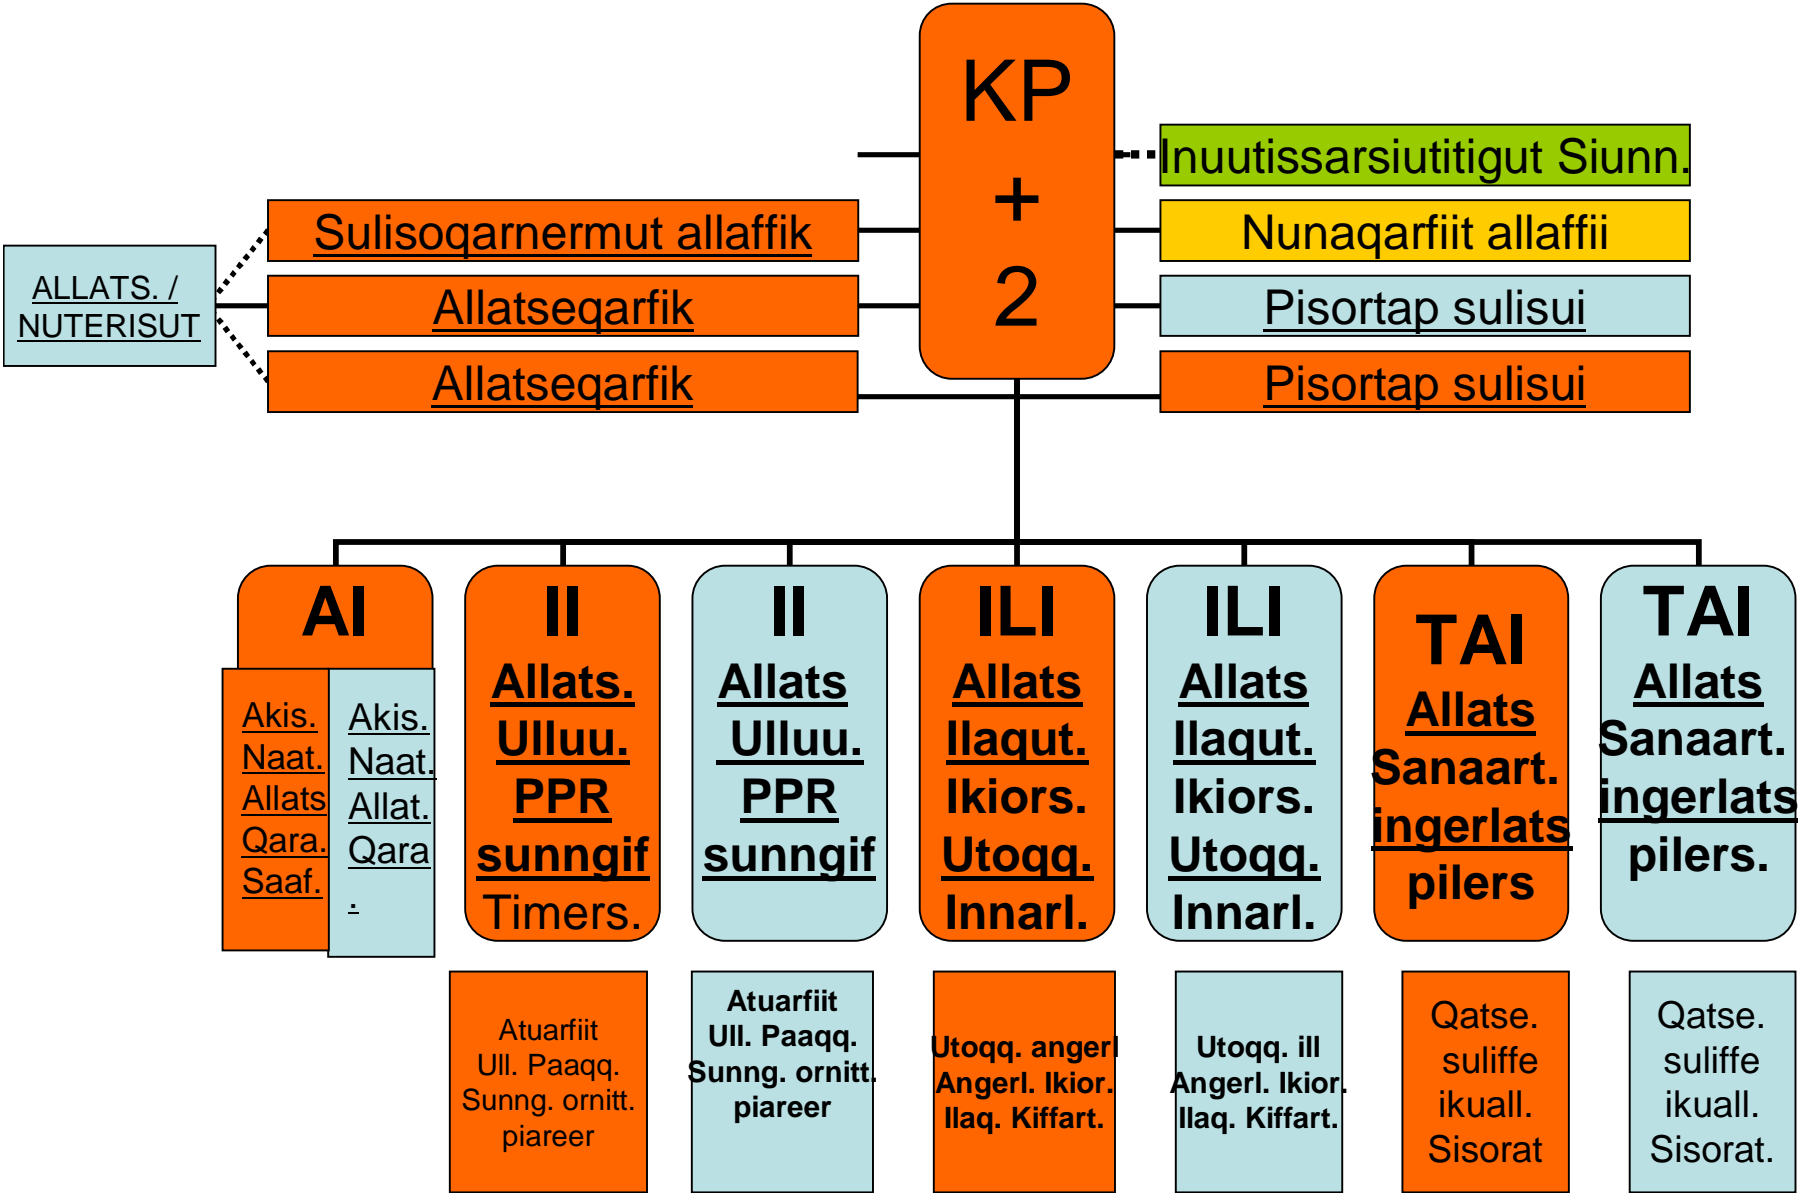 KP
+
2
Inuutissarsiutitigut Siunn.
Sulisoqarnermut allaffik
Nunaqarfiit allaffii
ALLATS. /
NUTERISUT
Allatseqarfik
Pisortap sulisui
Allatseqarfik
Pisortap sulisui
AI
Akis.
Naat.
Allats
Qara.
Saaf.
Akis.
Naat.
Allat.
Qara
.
II
Allats.
Ulluu.
PPR
sunngif
Timers.
II
Allats
Ulluu.
PPR
sunngif
ILI
Allats
Ilaqut.
Ikiors.
Utoqq.
Innarl.
ILI
Allats
Ilaqut.
Ikiors.
Utoqq.
Innarl.
TAI
Allats
Sanaart.
ingerlats
pilers
TAI
Allats
Sanaart.
ingerlats
pilers.
Atuarfiit
Ull. Paaqq.
Sunng. ornitt.
piareer
Atuarfiit
Ull. Paaqq.
Sunng. ornitt.
piareer
Utoqq. angerl
Angerl. Ikior.
Ilaq. Kiffart.
Utoqq. ill
Angerl. Ikior.
Ilaq. Kiffart.
Qatse.
suliffe
ikuall.
Sisorat
Qatse.
suliffe
ikuall.
Sisorat.